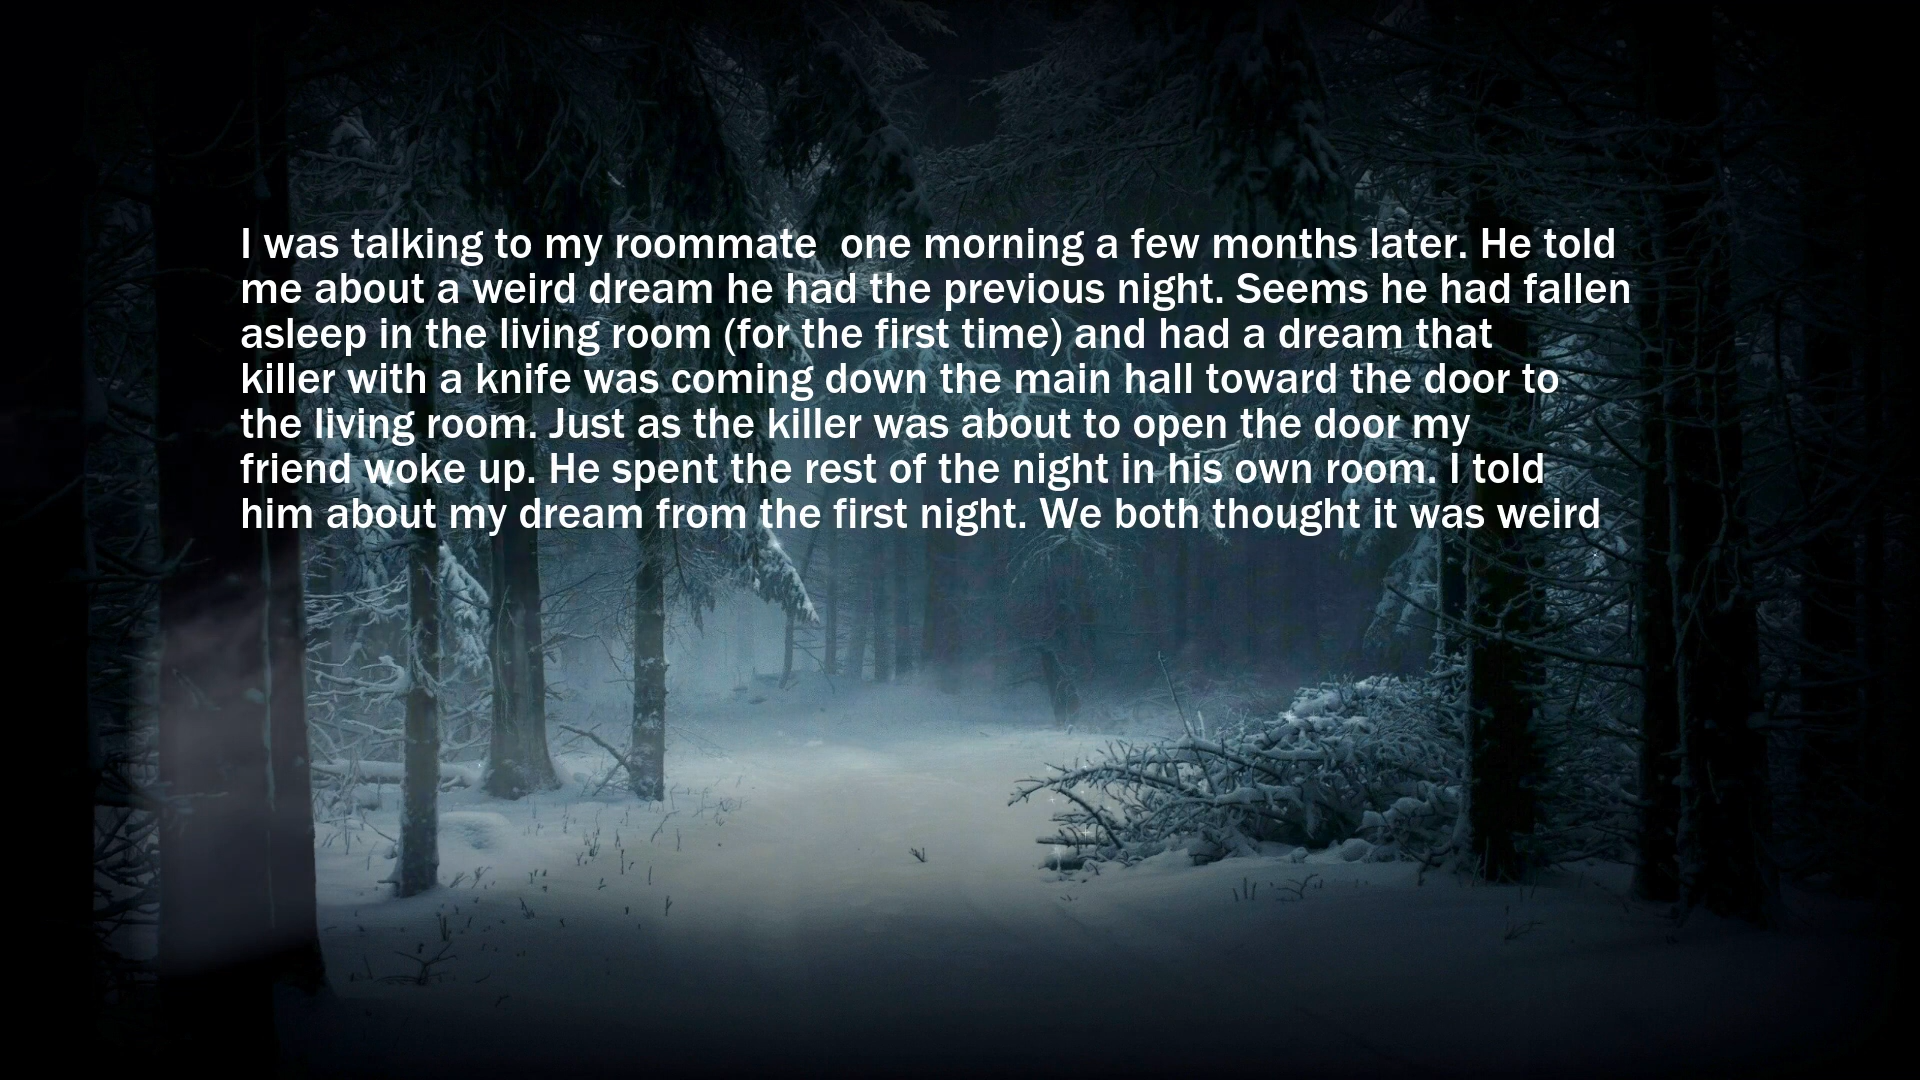 I was talking to my roommate  one morning a few months later. He told
me about a weird dream he had the previous night. Seems he had fallen
asleep in the living room (for the first time) and had a dream that
killer with a knife was coming down the main hall toward the door to
the living room. Just as the killer was about to open the door my
friend woke up. He spent the rest of the night in his own room. I told
him about my dream from the first night. We both thought it was weird